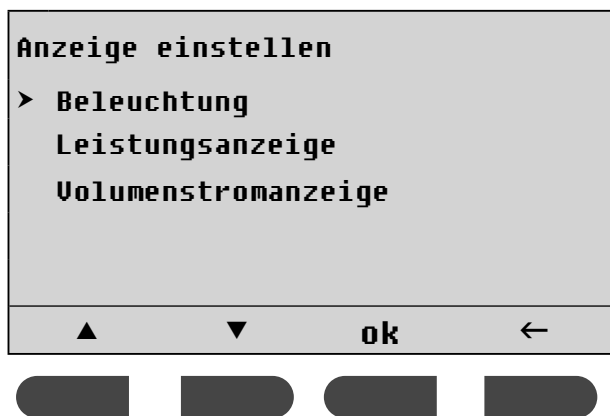 Anzeige einstellen
➤ Beleuchtung
Leistungsanzeige
Volumenstromanzeige
▲ ▼ ok ←